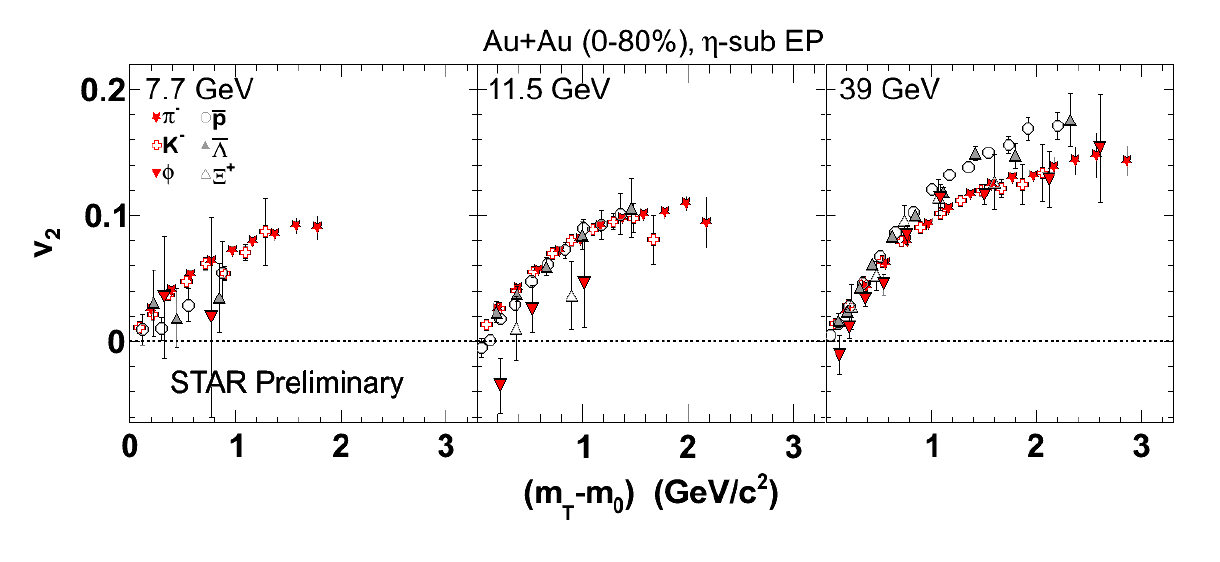 Au+Au (0-80%), η-sub EP
7.7 GeV
11.5 GeV
39 GeV
π⁻
K⁻
ϕ
p̅
Λ̅
Ξ⁺
STAR Preliminary
v₂
0.2
0.1
0
0 1 2 3
1 2 3
1 2 3
(m_T-m₀) (GeV/c²)